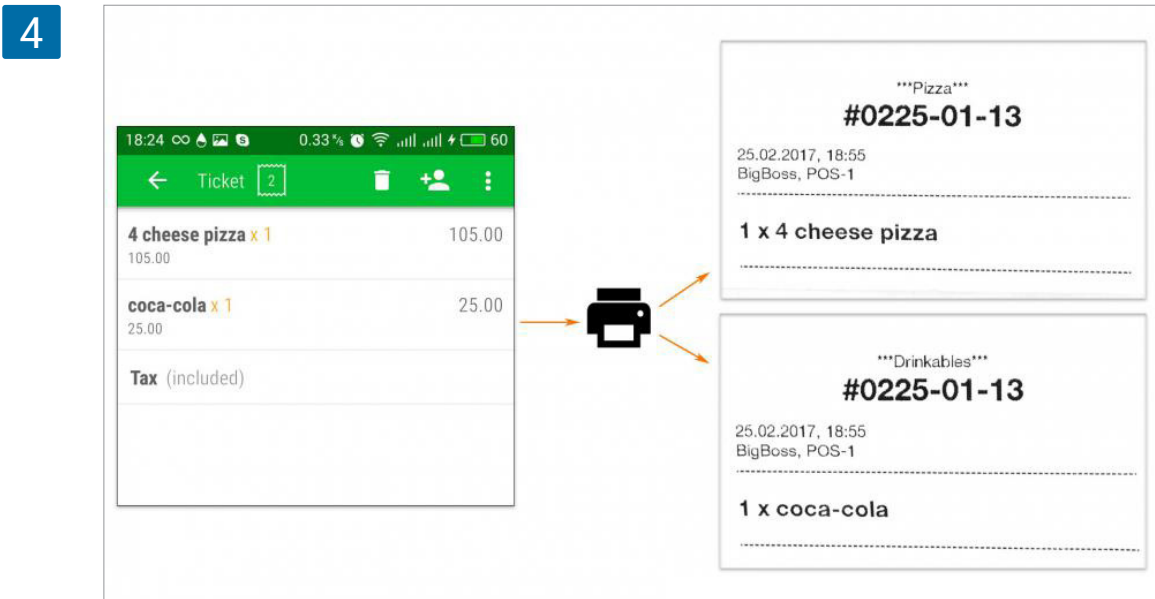 4
18:24 0.33 ᴷ/s 60
Ticket 2
4 cheese pizza x 1 105.00
105.00
coca-cola x 1 25.00
25.00
Tax (included)
***Pizza***
#0225-01-13
25.02.2017, 18:55
BigBoss, POS-1
1 x 4 cheese pizza
***Drinkables***
#0225-01-13
25.02.2017, 18:55
BigBoss, POS-1
1 x coca-cola